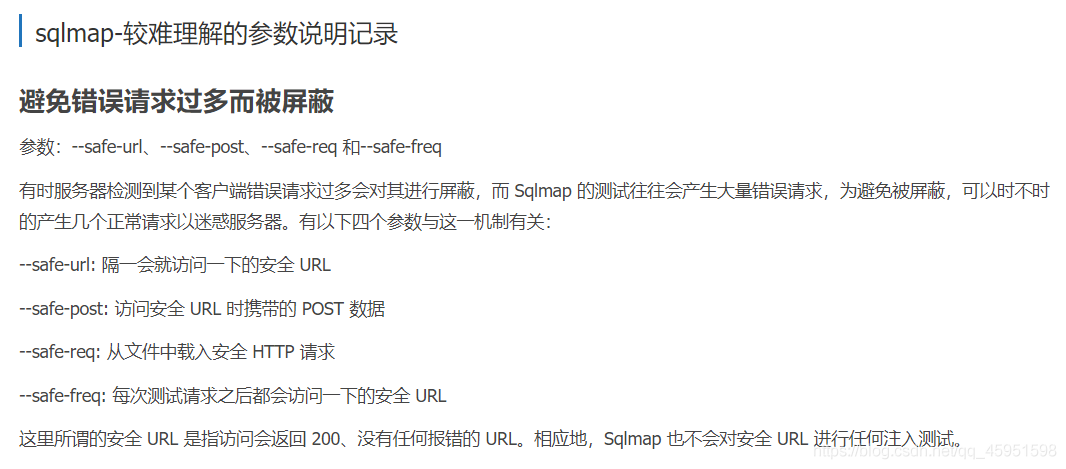 sqlmap-较难理解的参数说明记录
避免错误请求过多而被屏蔽
参数：--safe-url、--safe-post、--safe-req 和--safe-freq
有时服务器检测到某个客户端错误请求过多会对其进行屏蔽，而 Sqlmap 的测试往往会产生大量错误请求，为避免被屏蔽，可以时不时
的产生几个正常请求以迷惑服务器。有以下四个参数与这一机制有关：
--safe-url: 隔一会就访问一下的安全 URL
--safe-post: 访问安全 URL 时携带的 POST 数据
--safe-req: 从文件中载入安全 HTTP 请求
--safe-freq: 每次测试请求之后都会访问一下的安全 URL
这里所谓的安全 URL 是指访问会返回 200、没有任何报错的 URL。相应地，Sqlmap 也不会对安全 URL 进行任何注入测试。
https://blog.csdn.net/qq_45951598